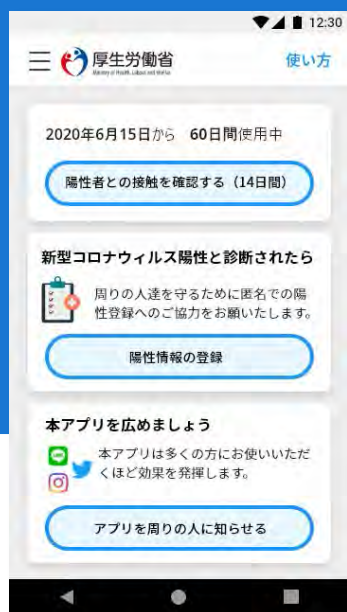 12:30
厚生労働省
Ministry of Health, Labour and Welfare
使い方
2020年6月15日から 60日間使用中
陽性者との接触を確認する（14日間）
新型コロナウィルス陽性と診断されたら
周りの人達を守るために匿名での陽
性登録へのご協力をお願いいたします。
陽性情報の登録
本アプリを広めましょう
本アプリは多くの方にお使いいただ
くほど効果を発揮します。
アプリを周りの人に知らせる